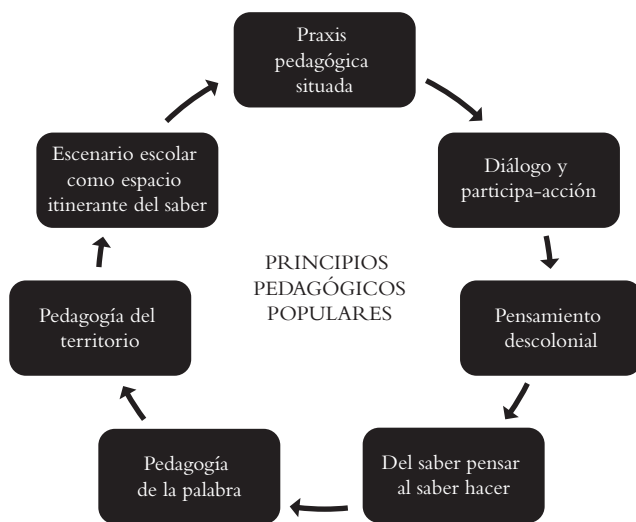 Praxis
pedagógica
situada
Diálogo y
participa-acción
Pensamiento
descolonial
Del saber pensar
al saber hacer
Pedagogía
de la palabra
Pedagogía del
territorio
Escenario escolar
como espacio
itinerante del saber
PRINCIPIOS
PEDAGÓGICOS
POPULARES